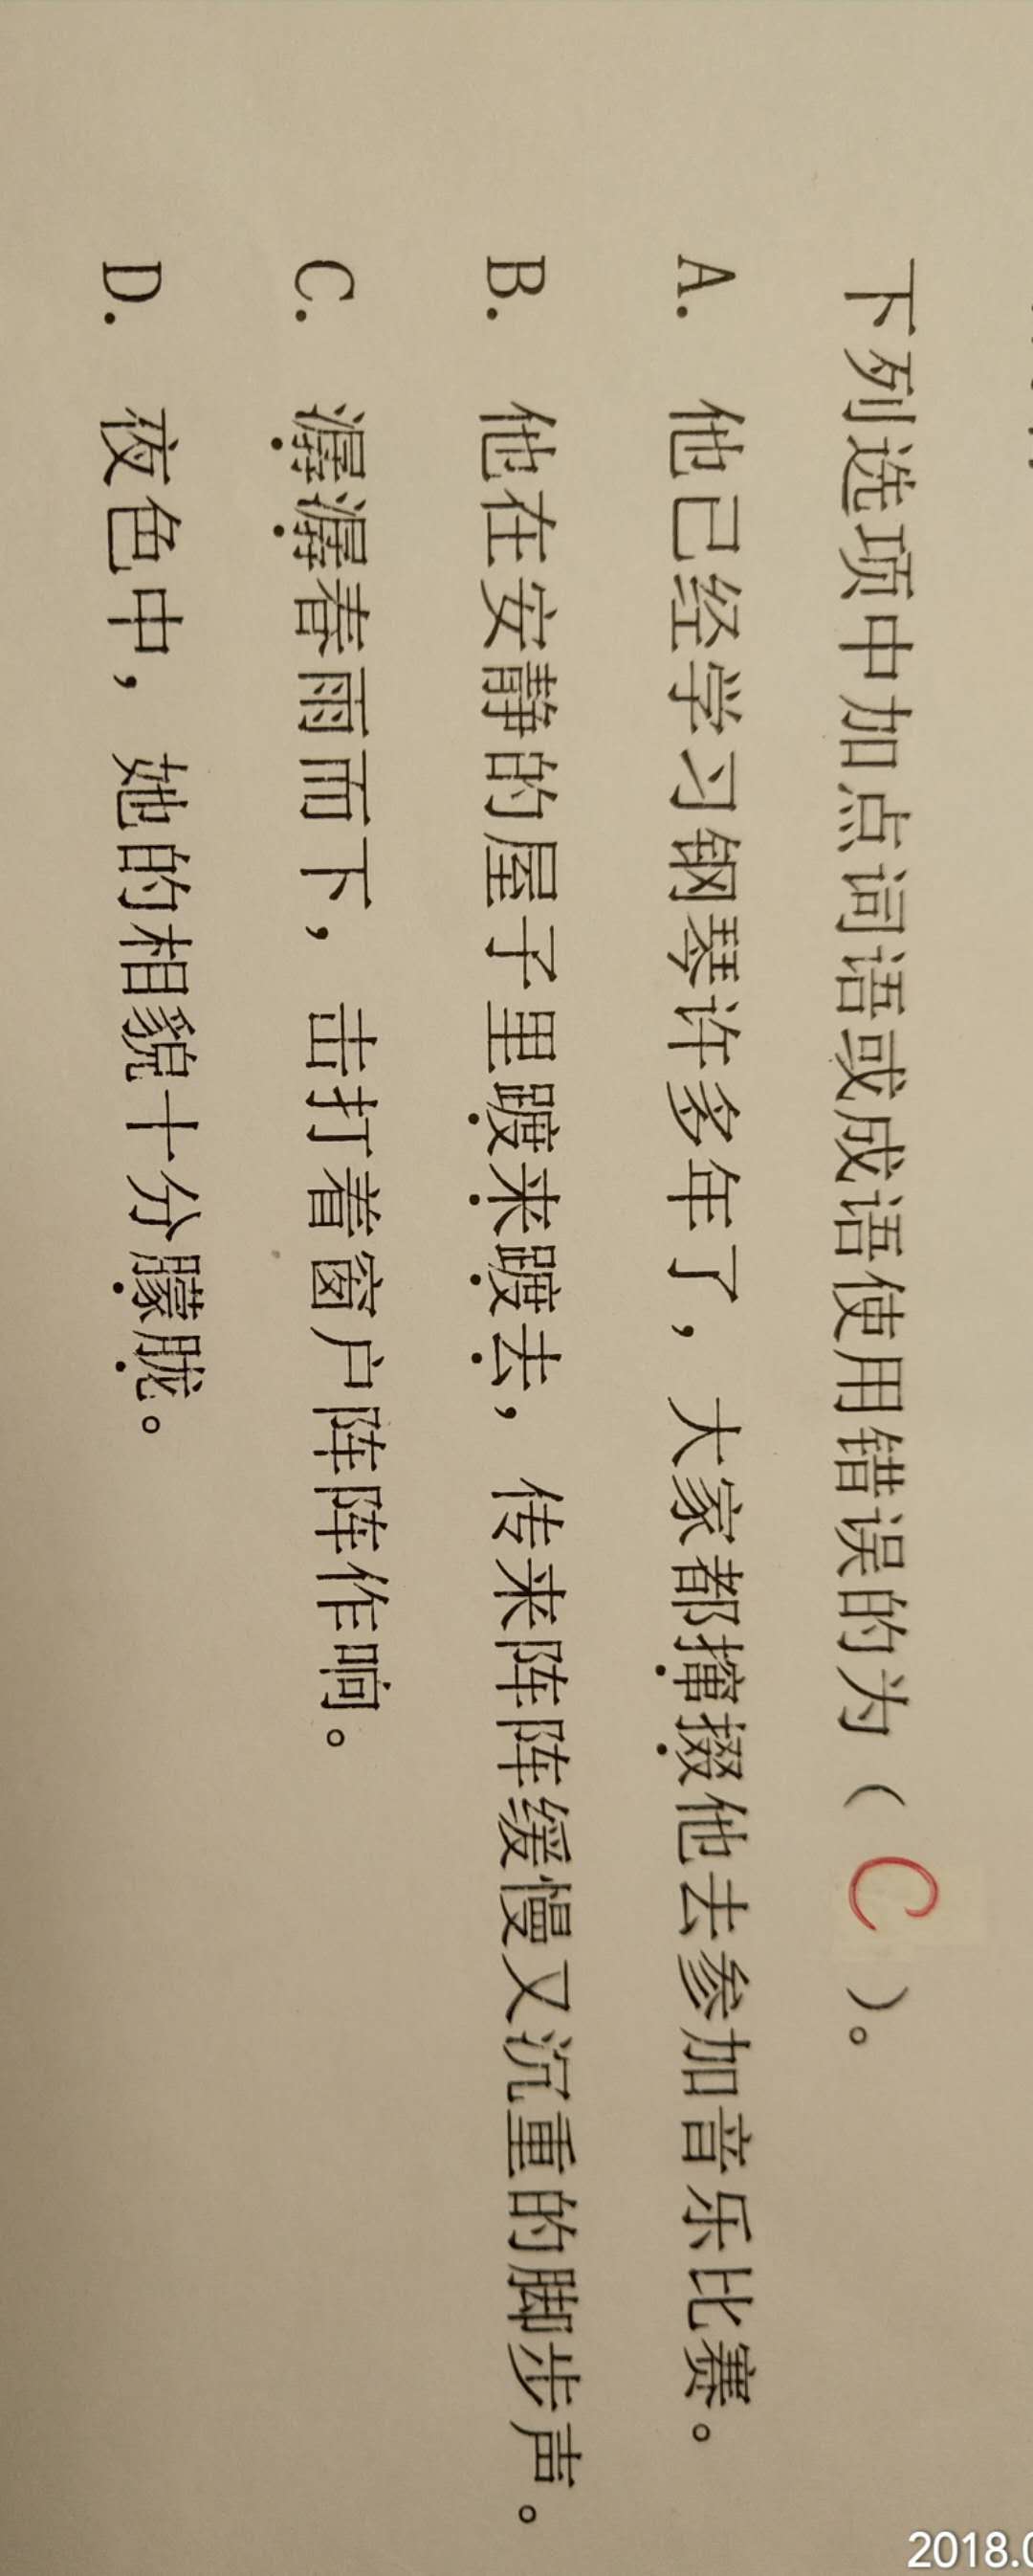 下列选项中加点词语或成语使用错误的为（ C ）。
A. 他已经学习钢琴许多年了，大家都撺掇他去参加音乐比赛。
B. 他在安静的屋子里踱来踱去，传来阵阵缓慢又沉重的脚步声。
C. 潺潺春雨而下，击打着窗户阵阵作响。
D. 夜色中，她的相貌十分朦胧。
2018.0